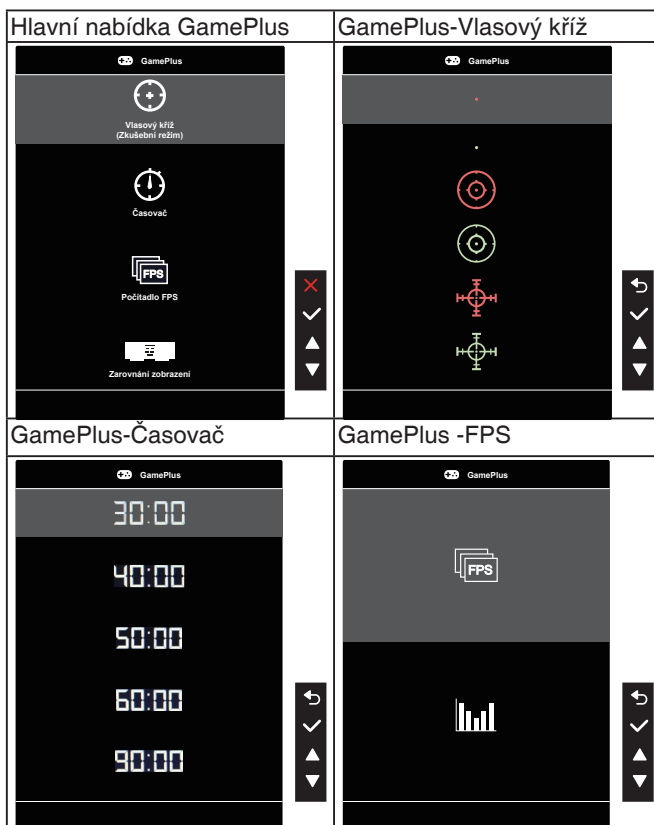 Hlavní nabídka GamePlus
GamePlus
Vlasový kříž
(Zkušební režim)
Časovač
FPS
Počítadlo FPS
Zarovnání zobrazení
GamePlus-Vlasový kříž
GamePlus
GamePlus-Časovač
GamePlus
30:00
40:00
50:00
60:00
90:00
GamePlus -FPS
GamePlus
FPS